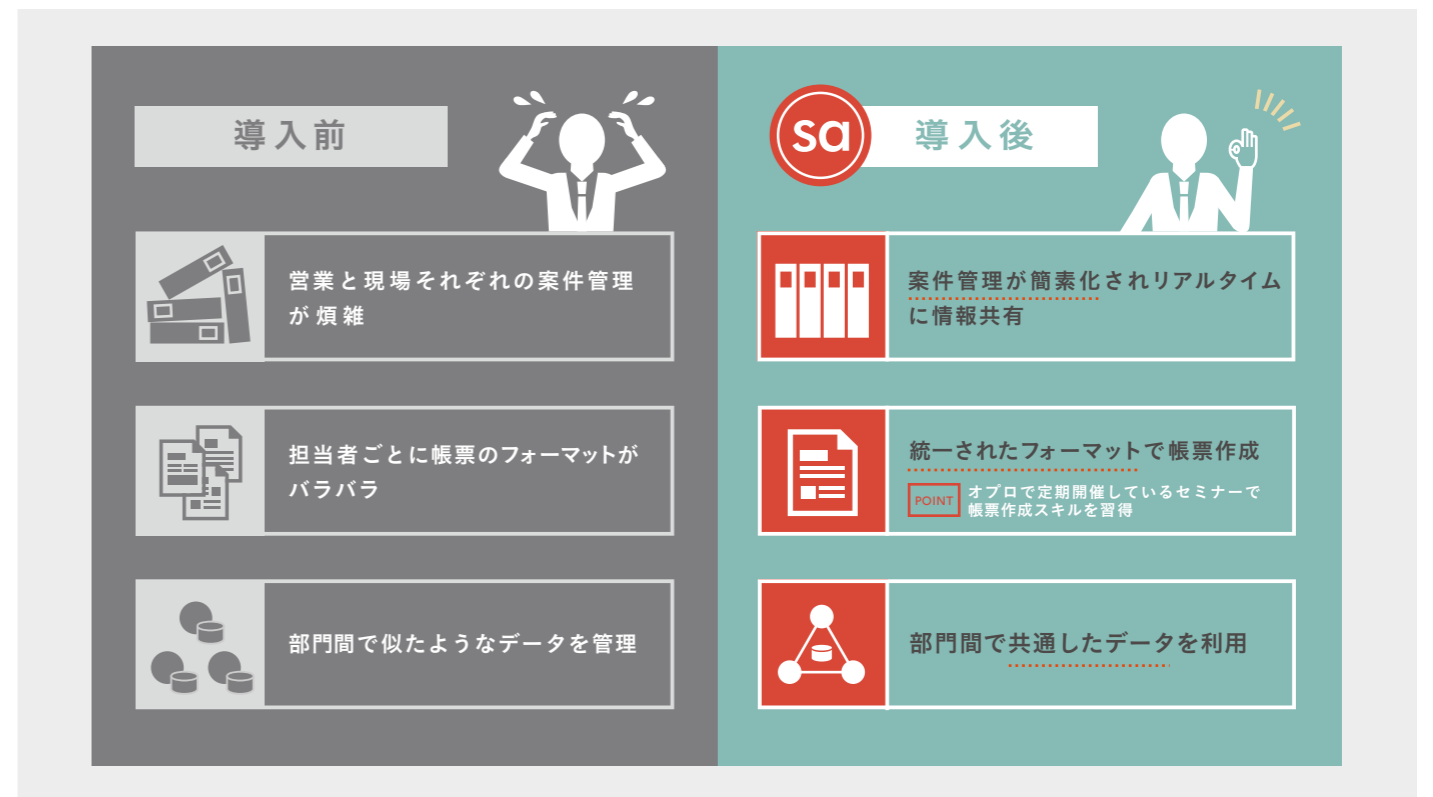 導入前
営業と現場それぞれの案件管理
が煩雑
担当者ごとに帳票のフォーマットが
バラバラ
部門間で似たようなデータを管理
sa
導入後
案件管理が簡素化されリアルタイム
に情報共有
統一されたフォーマットで帳票作成
POINT
オプロで定期開催しているセミナーで
帳票作成スキルを習得
部門間で共通したデータを利用